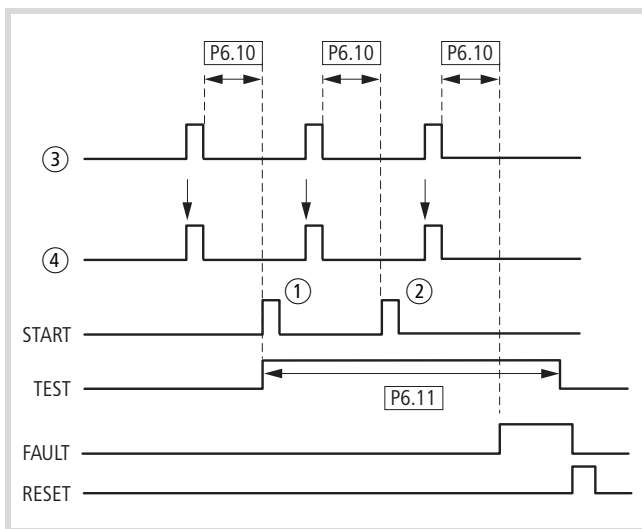 P6.10 P6.10 P6.10
3
4
1 2
START
TEST
P6.11
FAULT
RESET